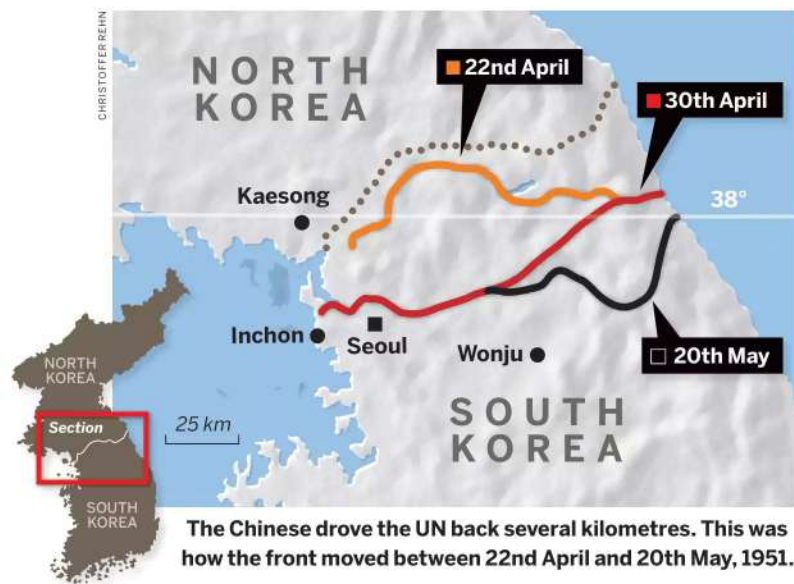 CHRISTOFFER REHN
NORTH
KOREA
22nd April
30th April
Kaesong
38°
Inchon
Seoul
Wonju
20th May
SOUTH
KOREA
25 km
NORTH
KOREA
Section
SOUTH
KOREA
The Chinese drove the UN back several kilometres. This was
how the front moved between 22nd April and 20th May, 1951.